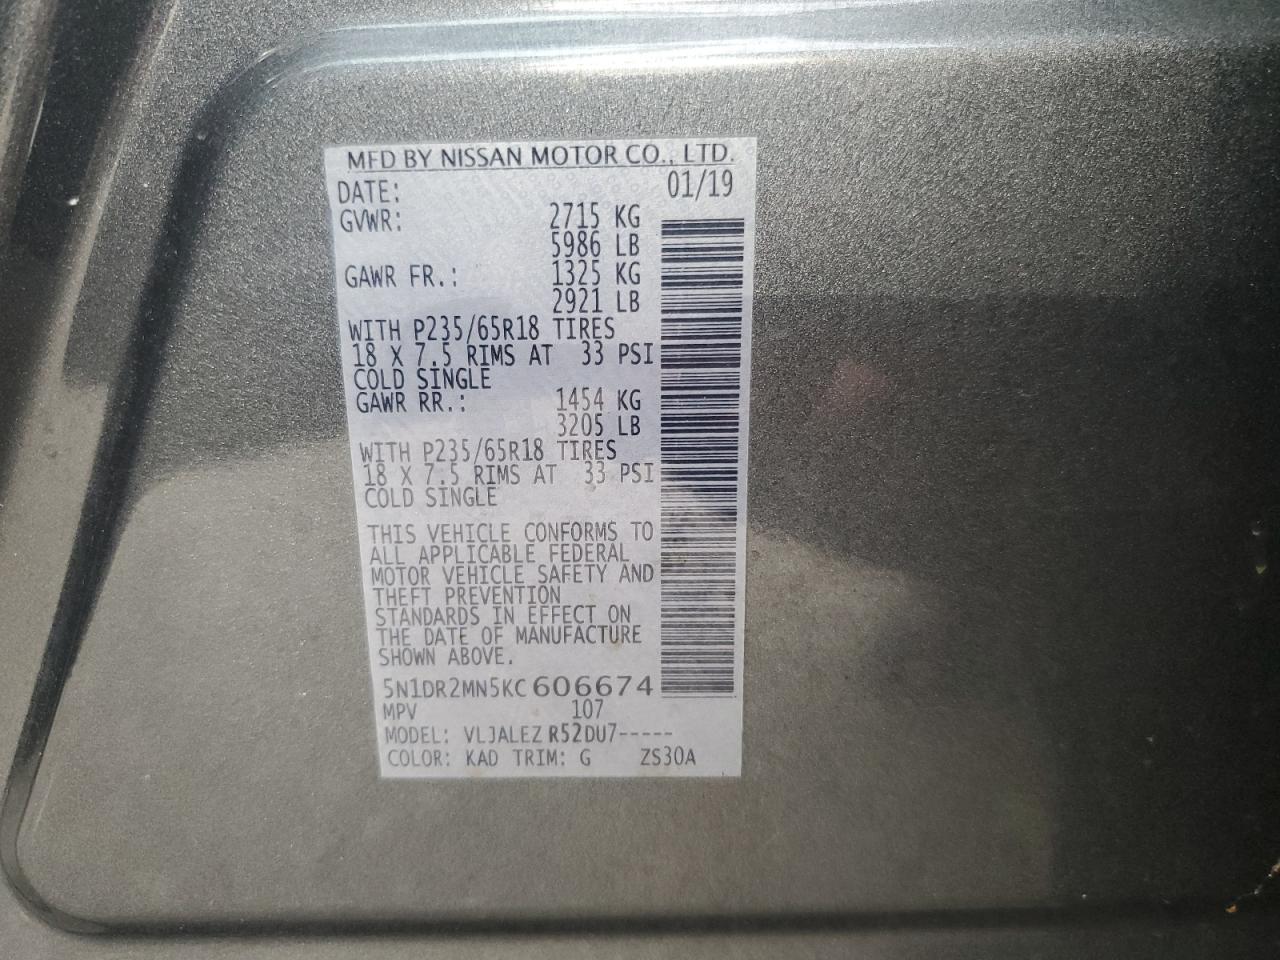 MFD BY NISSAN MOTOR CO., LTD.
DATE: 01/19
GVWR: 2715 KG
5986 LB
GAWR FR.: 1325 KG
2921 LB
WITH P235/65R18 TIRES
18 X 7.5 RIMS AT 33 PSI
COLD SINGLE
GAWR RR.: 1454 KG
3205 LB
WITH P235/65R18 TIRES
18 X 7.5 RIMS AT 33 PSI
COLD SINGLE
THIS VEHICLE CONFORMS TO
ALL APPLICABLE FEDERAL
MOTOR VEHICLE SAFETY AND
THEFT PREVENTION
STANDARDS IN EFFECT ON
THE DATE OF MANUFACTURE
SHOWN ABOVE.
5N1DR2MN5KC606674
MPV 107
MODEL: VLJALEZ R52DU7-----
COLOR: KAD TRIM: G ZS30A